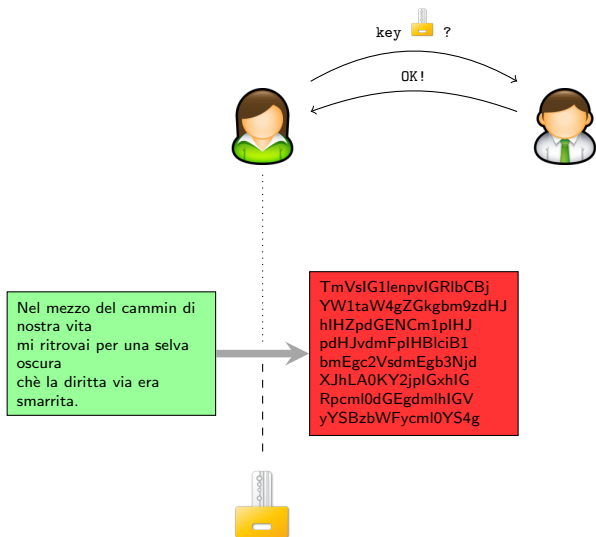 key ?
OK!
Nel mezzo del cammin di
nostra vita
mi ritrovai per una selva
oscura
chè la diritta via era
smarrita.
TmVsIG1lenpvIGRlbCBj
YW1taW4gZGkgbm9zdHJ
hIHZpdGENCm1pIHJ
pdHJvdmFpIHBlciB1
bmEgc2VsdmEgb3Njd
XJhLA0KY2jpIGxhIG
Rpcml0dGEgdmlhIGV
yYSBzbWFycml0YS4g